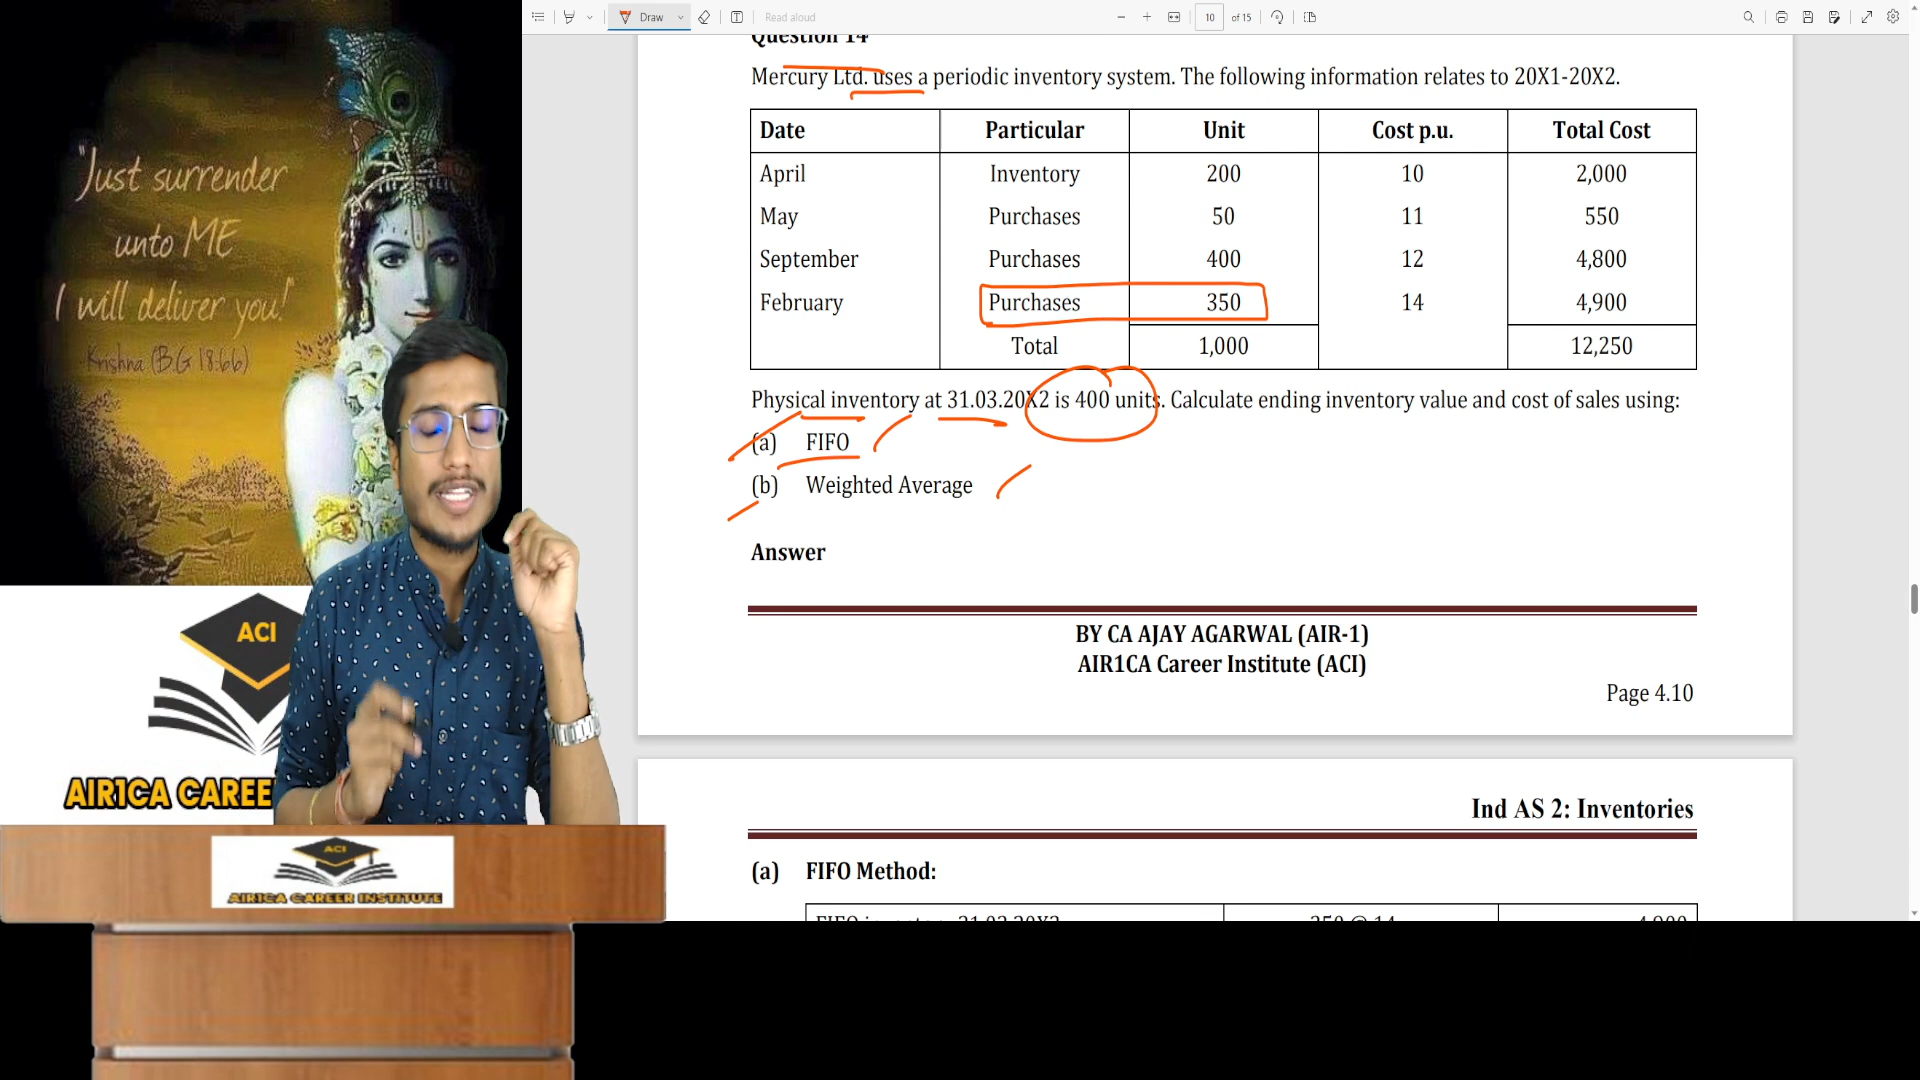 "Just surrender
unto ME
I will deliver you!"
Krishna (B.G 18:66)
ACI
AIR1CA CAREE
ACI
AIR1CA CAREER INSTITUTE
Draw
Read aloud
10
of 15
Question 14
Mercury Ltd. uses a periodic inventory system. The following information relates to 20X1-20X2.
Date Particular Unit Cost p.u. Total Cost
April Inventory 200 10 2,000
May Purchases 50 11 550
September Purchases 400 12 4,800
February Purchases 350 14 4,900
Total 1,000 12,250
Physical inventory at 31.03.20X2 is 400 units. Calculate ending inventory value and cost of sales using:
(a) FIFO
(b) Weighted Average
Answer
BY CA AJAY AGARWAL (AIR-1)
AIR1CA Career Institute (ACI)
Page 4.10
Ind AS 2: Inventories
(a) FIFO Method: